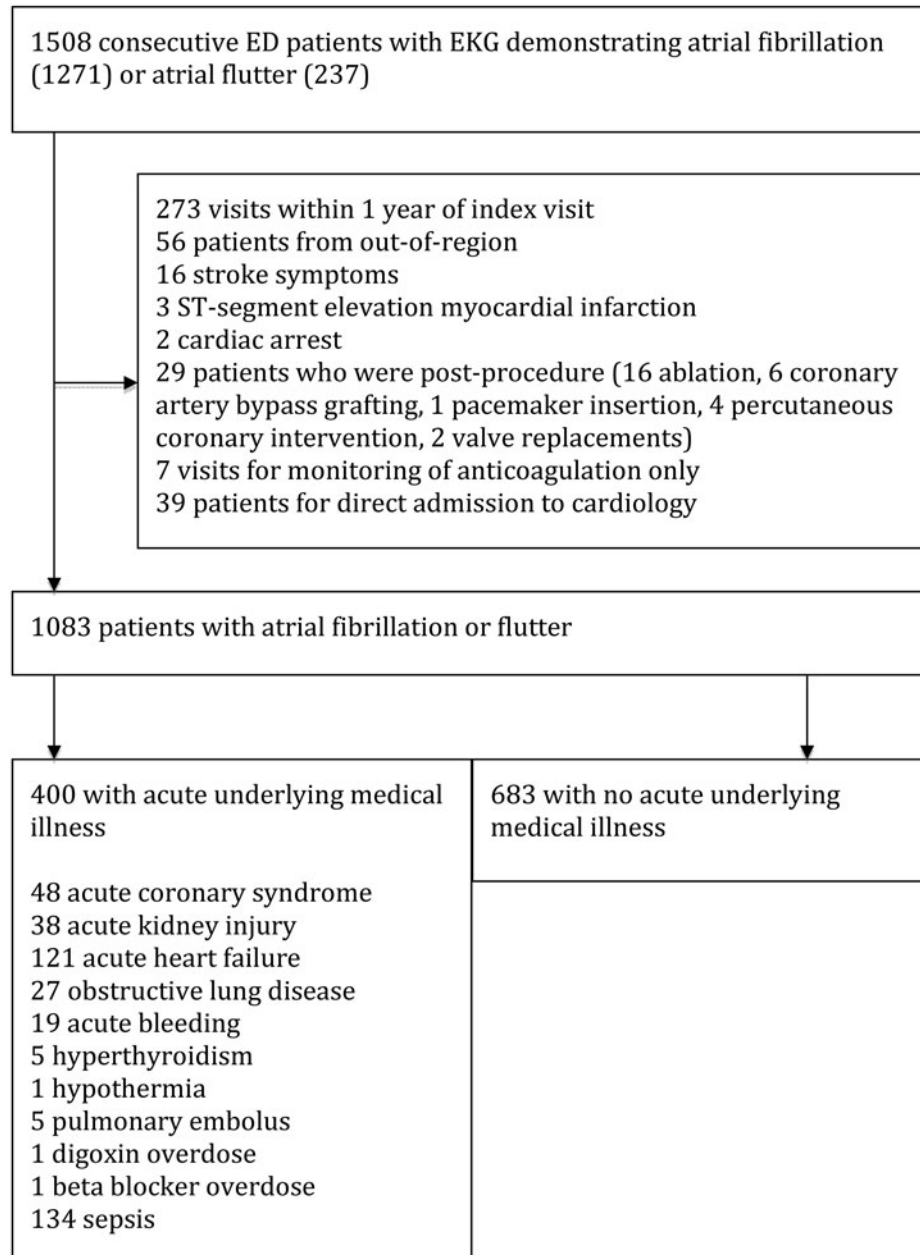 1508 consecutive ED patients with EKG demonstrating atrial fibrillation
(1271) or atrial flutter (237)
273 visits within 1 year of index visit
56 patients from out-of-region
16 stroke symptoms
3 ST-segment elevation myocardial infarction
2 cardiac arrest
29 patients who were post-procedure (16 ablation, 6 coronary
artery bypass grafting, 1 pacemaker insertion, 4 percutaneous
coronary intervention, 2 valve replacements)
7 visits for monitoring of anticoagulation only
39 patients for direct admission to cardiology
1083 patients with atrial fibrillation or flutter
400 with acute underlying medical
illness
48 acute coronary syndrome
38 acute kidney injury
121 acute heart failure
27 obstructive lung disease
19 acute bleeding
5 hyperthyroidism
1 hypothermia
5 pulmonary embolus
1 digoxin overdose
1 beta blocker overdose
134 sepsis
683 with no acute underlying
medical illness